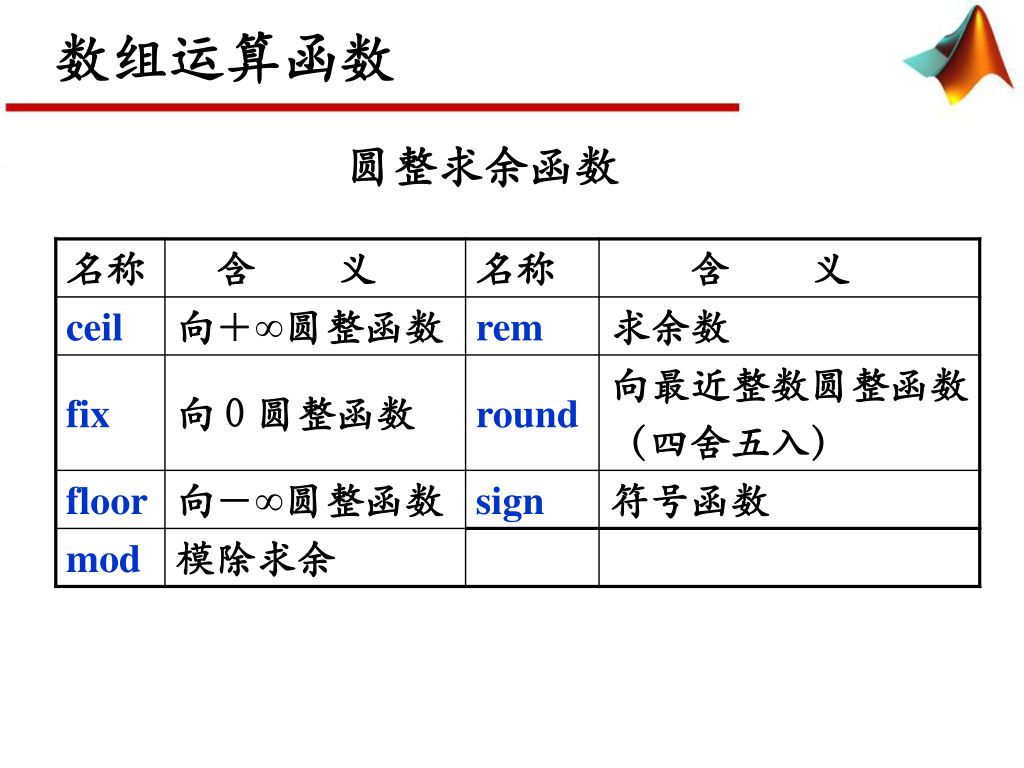 数组运算函数
圆整求余函数
名称 含 义 名称 含 义
ceil 向＋∞圆整函数 rem 求余数
fix 向0圆整函数 round 向最近整数圆整函数
（四舍五入）
floor 向－∞圆整函数 sign 符号函数
mod 模除求余